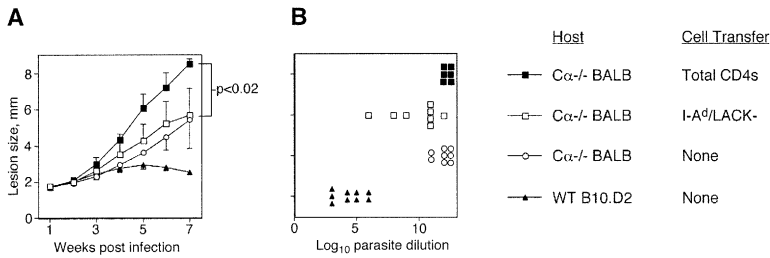 A
Lesion size, mm
8
6
4
2
0
1 3 5 7
Weeks post infection
p<0.02
B
0 5 10
Log10 parasite dilution
Host Cell Transfer
Cα-/- BALB Total CD4s
Cα-/- BALB I-Ad/LACK-
Cα-/- BALB None
WT B10.D2 None